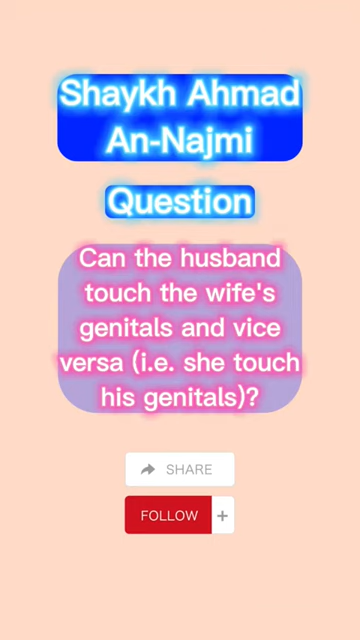 Shaykh Ahmad
An-Najmi
Question
Can the husband
touch the wife's
genitals and vice
versa (i.e. she touch
his genitals)?
SHARE
FOLLOW +